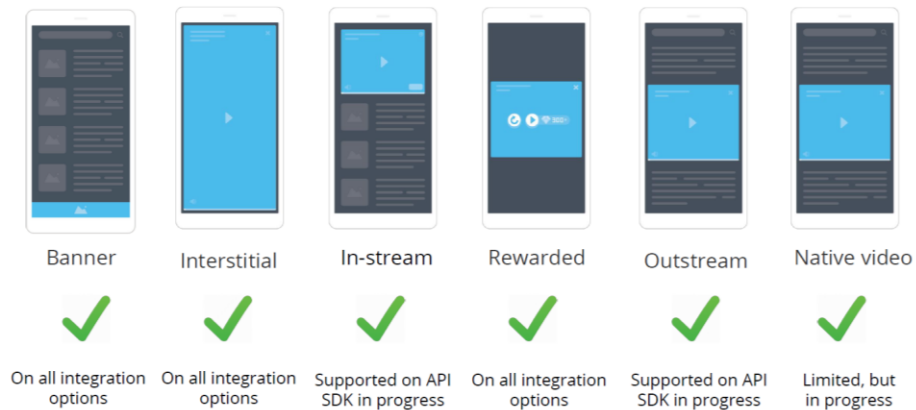 Banner
Interstitial
In-stream
Rewarded
Outstream
Native video
On all integration
options
On all integration
options
Supported on API
SDK in progress
On all integration
options
Supported on API
SDK in progress
Limited, but
in progress